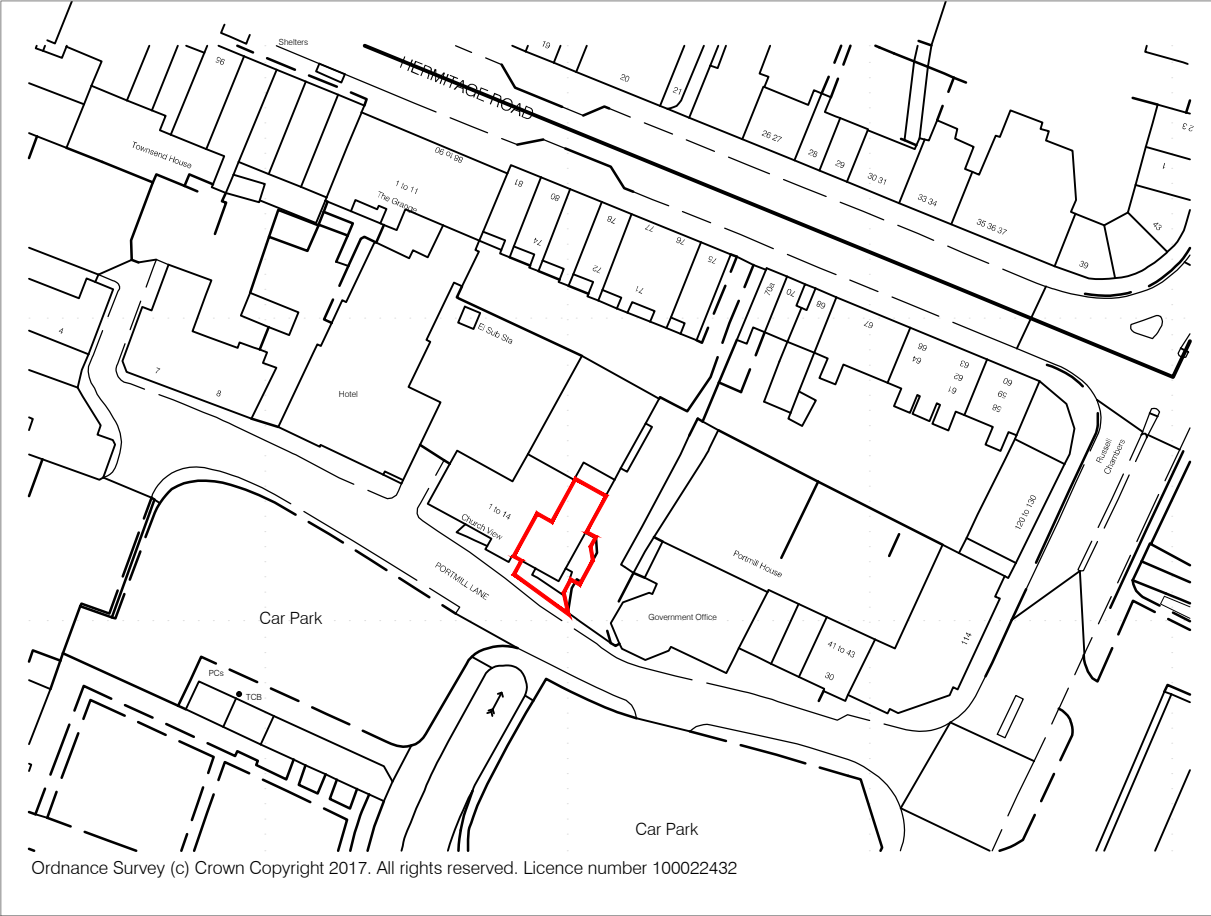 Shelters
19
20
21
95
HERMITAGE ROAD
26 27
28
29
30 31
33 34
35 36 37
39
43
2 3
1
Townsend House
88 to 90
1 to 11
The Grange
81
80
78
77
76
75
74
72
71
70a
70
68
67
66
64
63
62
61
60
59
58
El Sub Sta
4
7
8
Hotel
Russell
Chambers
120 to 130
1 to 14
Church View
PORTMILL LANE
Portmill House
Government Office
Car Park
41 to 43
30
114
PCs
TCB
Car Park
Ordnance Survey (c) Crown Copyright 2017. All rights reserved. Licence number 100022432